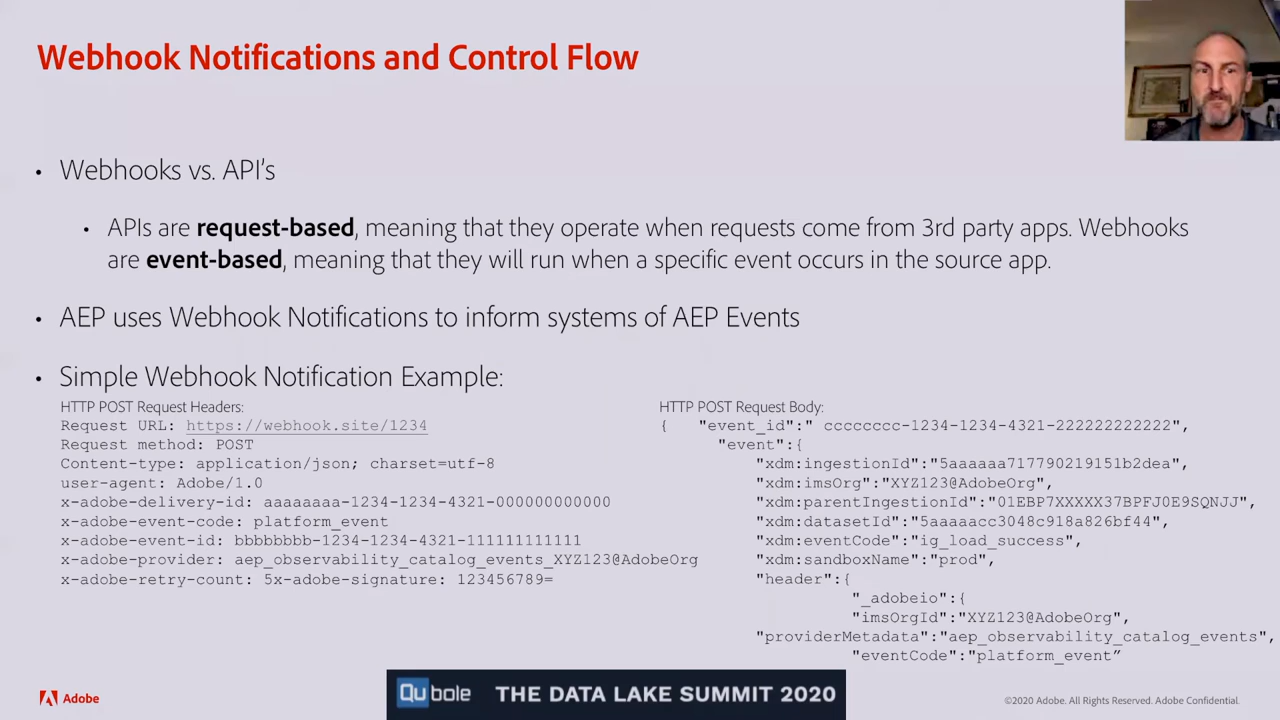 Webhook Notifications and Control Flow
• Webhooks vs. API's
• APIs are request-based, meaning that they operate when requests come from 3rd party apps. Webhooks
are event-based, meaning that they will run when a specific event occurs in the source app.
• AEP uses Webhook Notifications to inform systems of AEP Events
• Simple Webhook Notification Example:
HTTP POST Request Headers:
Request URL: https://webhook.site/1234
Request method: POST
Content-type: application/json; charset=utf-8
user-agent: Adobe/1.0
x-adobe-delivery-id: aaaaaaaa-1234-1234-4321-000000000000
x-adobe-event-code: platform_event
x-adobe-event-id: bbbbbbbb-1234-1234-4321-111111111111
x-adobe-provider: aep_observability_catalog_events_XYZ123@AdobeOrg
x-adobe-retry-count: 5x-adobe-signature: 123456789=
HTTP POST Request Body:
{ "event_id":" cccccccc-1234-1234-4321-222222222222",
"event":{
"xdm:ingestionId":"5aaaaaa717790219151b2dea",
"xdm:imsOrg":"XYZ123@AdobeOrg",
"xdm:parentIngestionId":"01EBP7XXXXX37BPFJ0E9SQNJJ",
"xdm:datasetId":"5aaaaacc3048c918a826bf44",
"xdm:eventCode":"ig_load_success",
"xdm:sandboxName":"prod",
"header":{
"_adobeio":{
"imsOrgId":"XYZ123@AdobeOrg",
"providerMetadata":"aep_observability_catalog_events",
"eventCode":"platform_event”
Adobe
Qubole THE DATA LAKE SUMMIT 2020
©2020 Adobe. All Rights Reserved. Adobe Confidential.